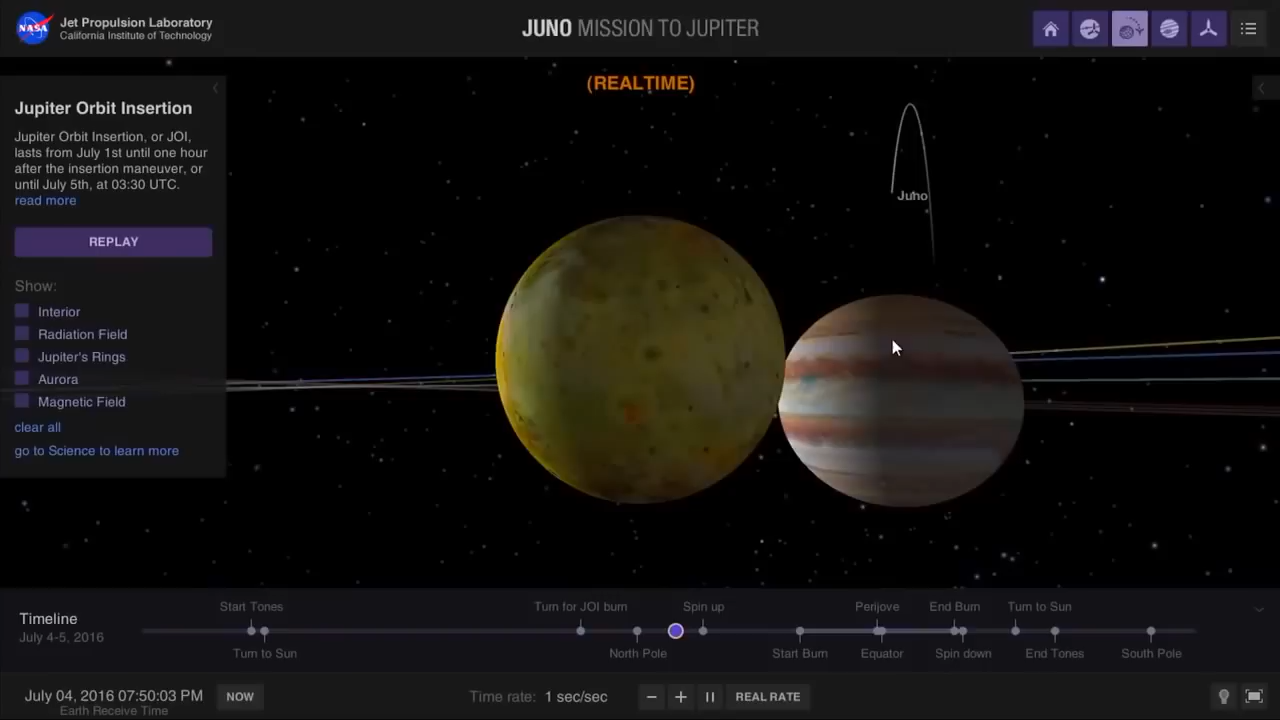 NASA
Jet Propulsion Laboratory
California Institute of Technology
JUNO MISSION TO JUPITER
(REALTIME)
Jupiter Orbit Insertion
Jupiter Orbit Insertion, or JOI,
lasts from July 1st until one hour
after the insertion maneuver, or
until July 5th, at 03:30 UTC.
read more
REPLAY
Show:
Interior
Radiation Field
Jupiter's Rings
Aurora
Magnetic Field
clear all
go to Science to learn more
Juno
Start Tones
Turn for JOI burn
Spin up
Perijove
End Burn
Turn to Sun
Timeline
July 4-5, 2016
Turn to Sun
North Pole
Start Burn
Equator
Spin down
End Tones
South Pole
July 04, 2016 07:50:03 PM
Earth Receive Time
NOW
Time rate: 1 sec/sec
REAL RATE